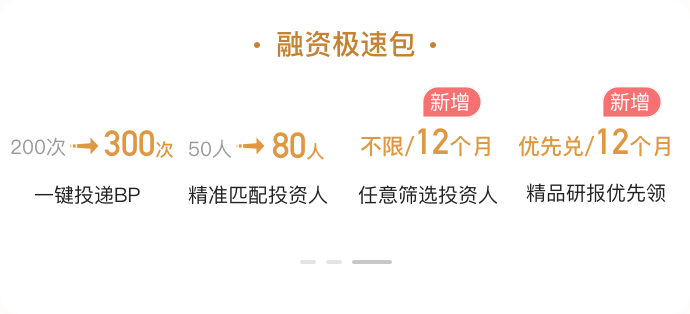 · 融资极速包 ·
新增 新增
200次 → 300次 50人 → 80人 不限/12个月 优先兑/12个月
一键投递BP 精准匹配投资人 任意筛选投资人 精品研报优先领